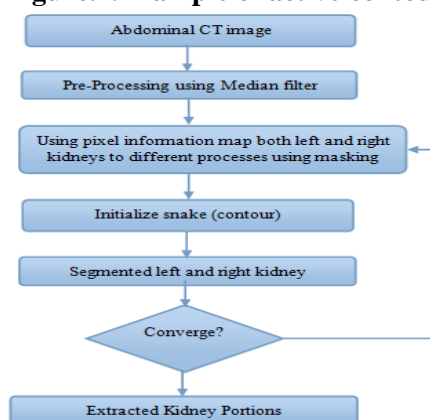 Abdominal CT image
Pre-Processing using Median filter
Using pixel information map both left and right
kidneys to different processes using masking
Initialize snake (contour)
Segmented left and right kidney
Converge?
Extracted Kidney Portions